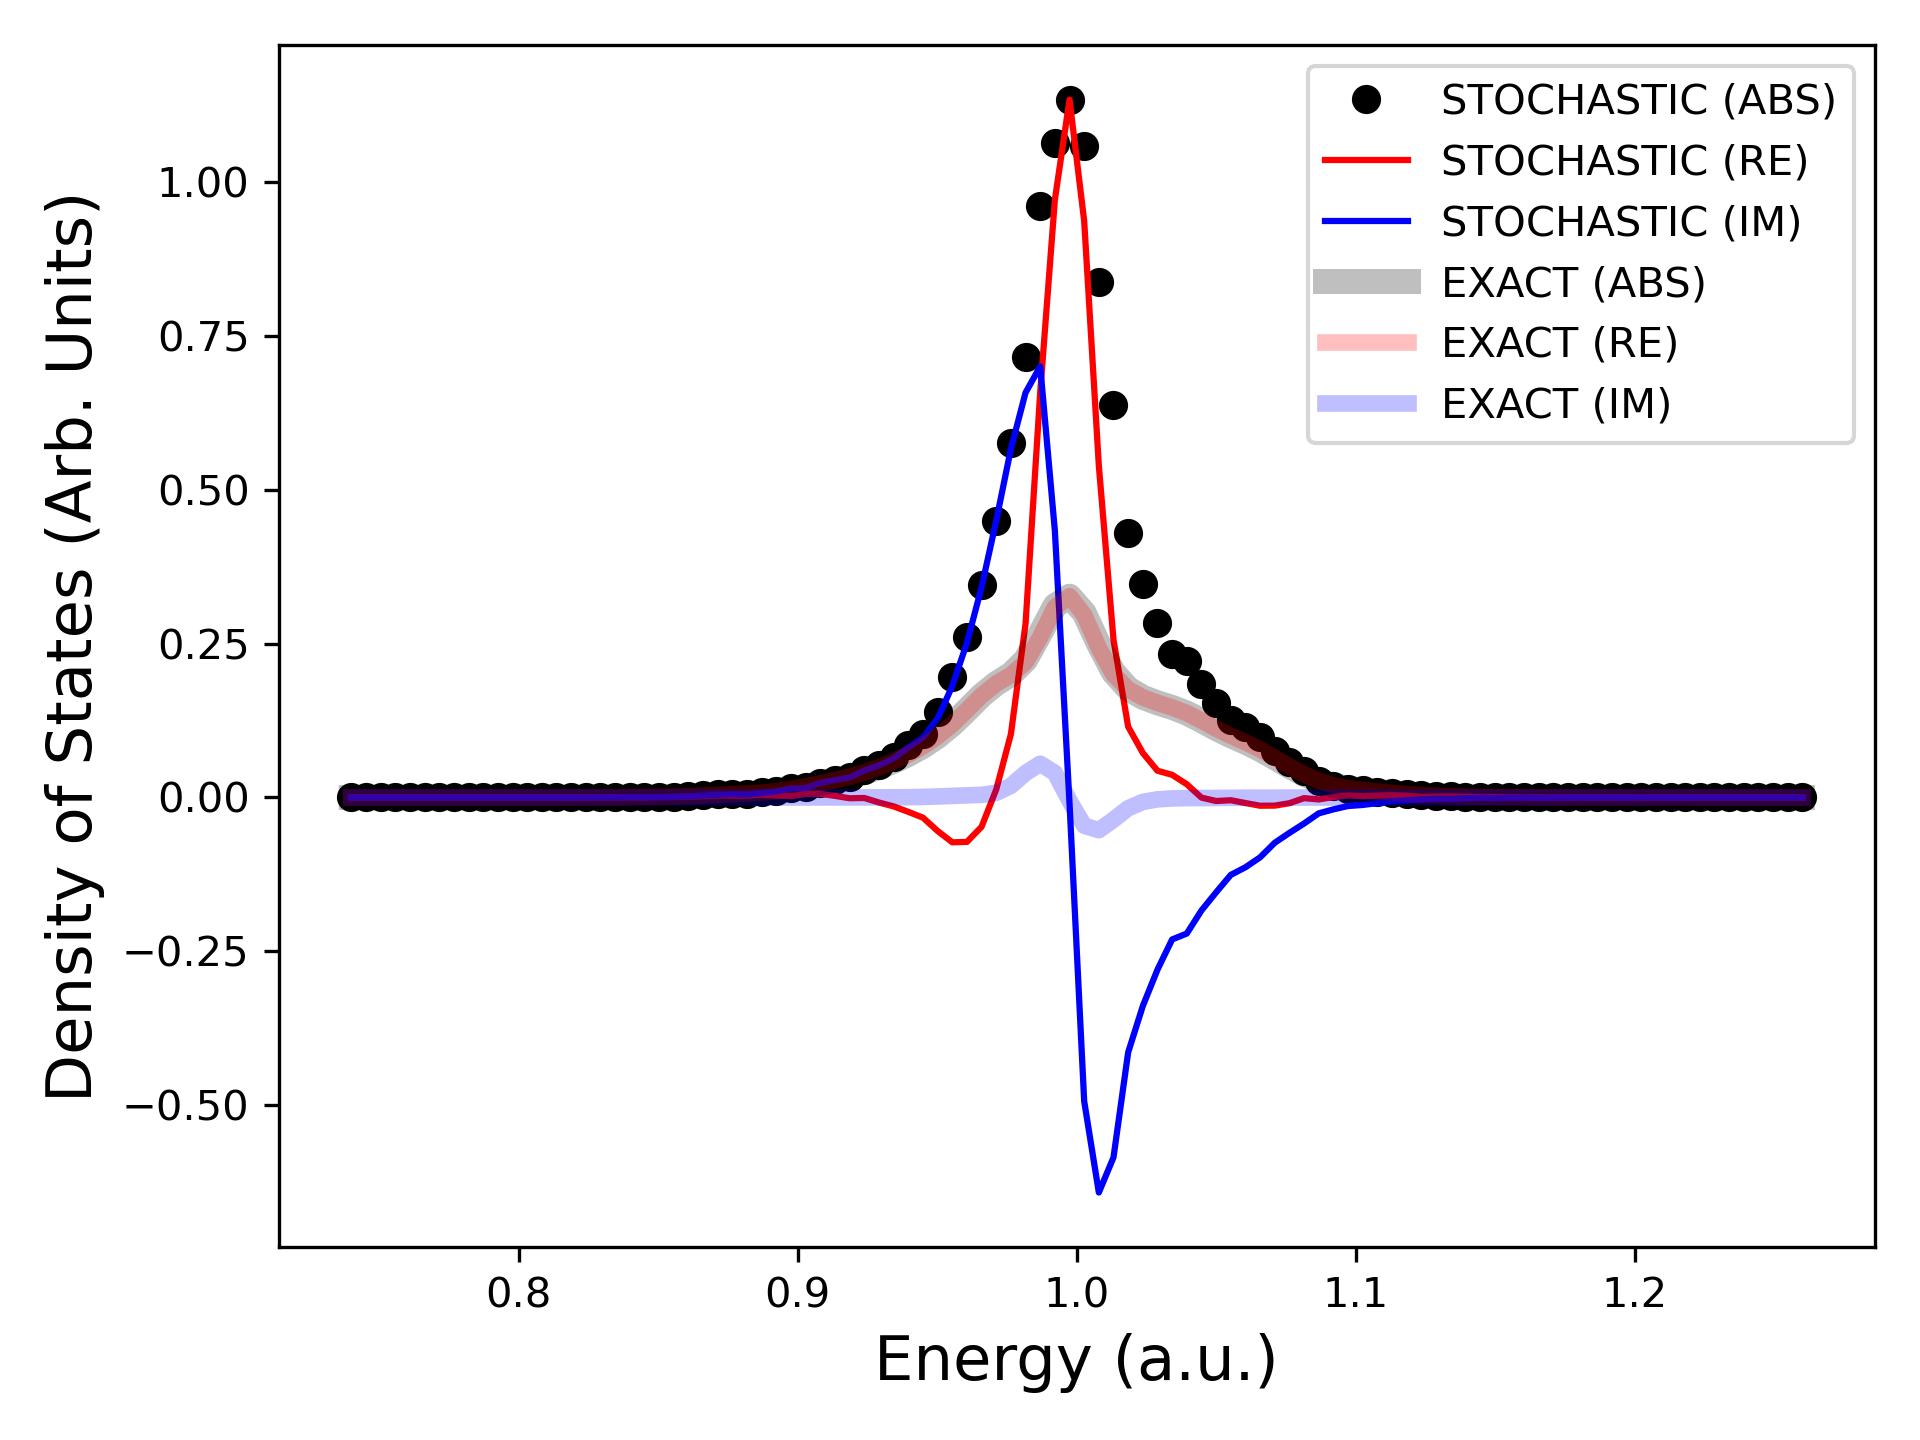 STOCHASTIC (ABS)
STOCHASTIC (RE)
STOCHASTIC (IM)
EXACT (ABS)
EXACT (RE)
EXACT (IM)
Density of States (Arb. Units)
1.00
0.75
0.50
0.25
0.00
−0.25
−0.50
0.8 0.9 1.0 1.1 1.2
Energy (a.u.)